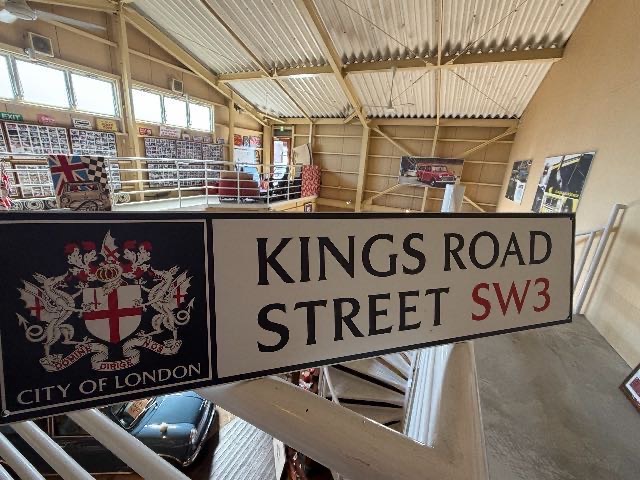 EXIT
KINGS ROAD
STREET SW3
DOMINE DIRIGE NOS
CITY OF LONDON